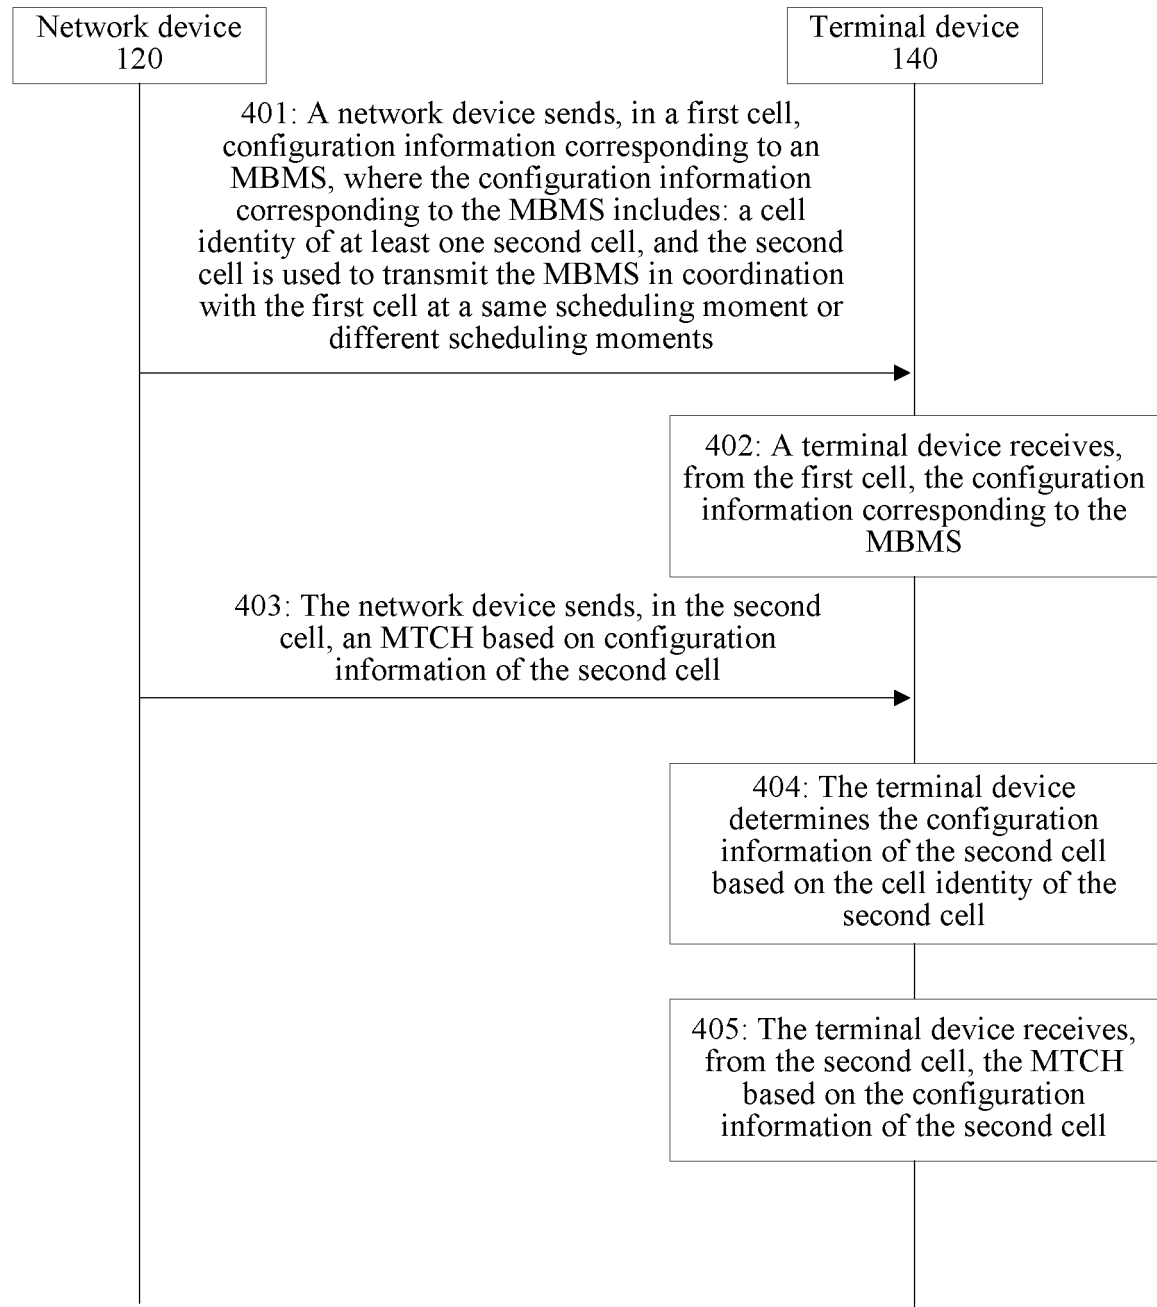 Network device
120
Terminal device
140
401: A network device sends, in a first cell,
configuration information corresponding to an
MBMS, where the configuration information
corresponding to the MBMS includes: a cell
identity of at least one second cell, and the second
cell is used to transmit the MBMS in coordination
with the first cell at a same scheduling moment or
different scheduling moments
402: A terminal device receives,
from the first cell, the configuration
information corresponding to the
MBMS
403: The network device sends, in the second
cell, an MTCH based on configuration
information of the second cell
404: The terminal device
determines the configuration
information of the second cell
based on the cell identity of the
second cell
405: The terminal device receives,
from the second cell, the MTCH
based on the configuration
information of the second cell